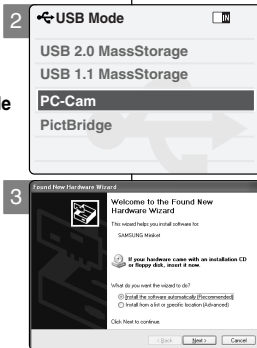 2
USB Mode
IN
USB 2.0 MassStorage
USB 1.1 MassStorage
le
PC-Cam
PictBridge
3
Found New Hardware Wizard
Welcome to the Found New
Hardware Wizard
This wizard helps you install software for:
SAMSUNG Miniket
If your hardware came with an installation CD
or floppy disk, insert it now.
What do you want the wizard to do?
Install the software automatically (Recommended)
Install from a list or specific location (Advanced)
Click Next to continue.
< Back Next > Cancel